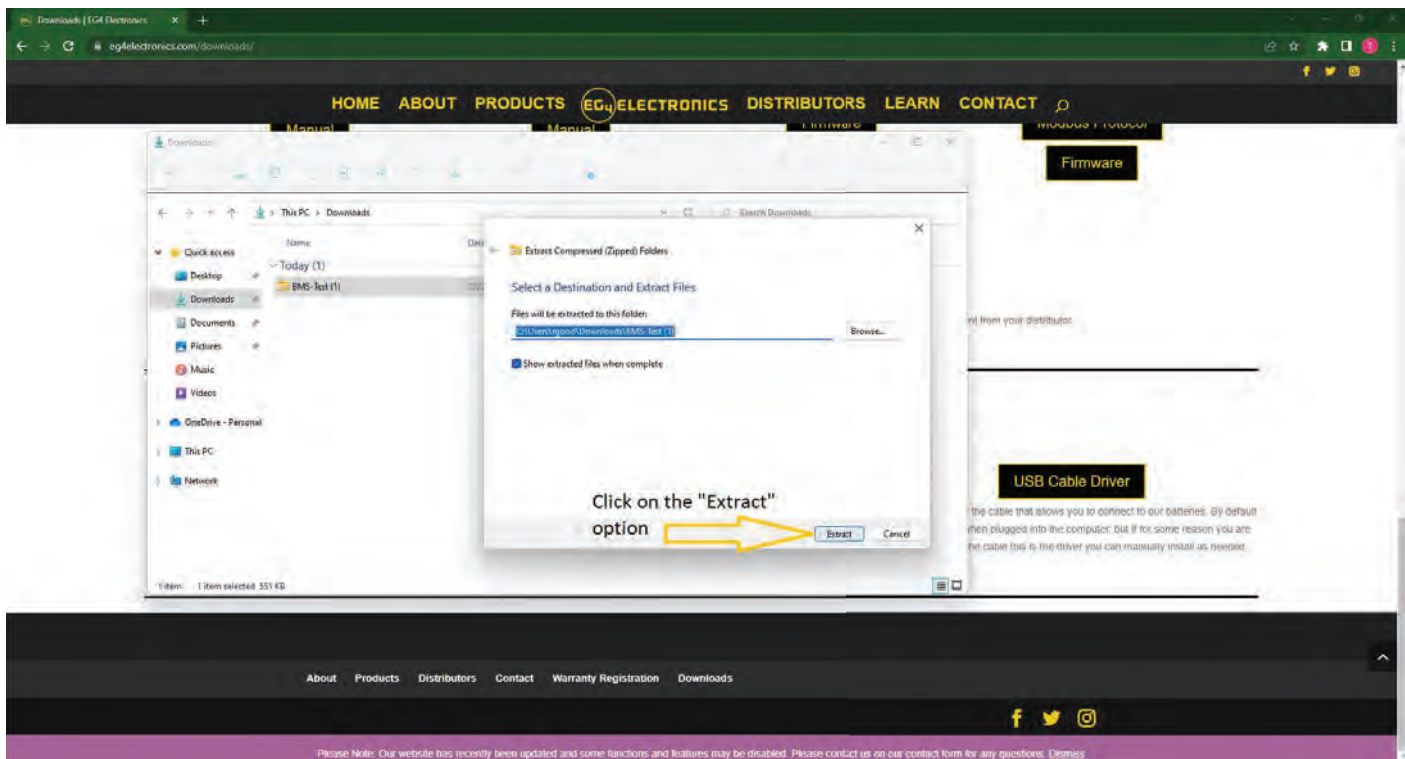 Downloads | EG4 Electronics
eg4electronics.com/downloads/
HOME ABOUT PRODUCTS EG4 ELECTRONICS DISTRIBUTORS LEARN CONTACT
Manual Manual Firmware Modbus Protocol
Firmware
Downloads
This PC > Downloads
Search Downloads
Name
Quick access
Today (1)
BMS-Test (1)
Desktop
Downloads
Documents
Pictures
Music
Videos
OneDrive - Personal
This PC
Network
1 item 1 item selected 551 KB
Extract Compressed (Zipped) Folders
Select a Destination and Extract Files
Files will be extracted to this folder:
Browse...
Show extracted files when complete
Click on the "Extract"
option
Extract Cancel
from your distributor
USB Cable Driver
the cable that allows you to connect to our batteries. By default
when plugged into the computer, but if for some reason you are
the cable this is the driver you can manually install as needed.
About Products Distributors Contact Warranty Registration Downloads
Please Note: Our website has recently been updated and some functions and features may be disabled. Please contact us on our contact form for any questions. Dismiss